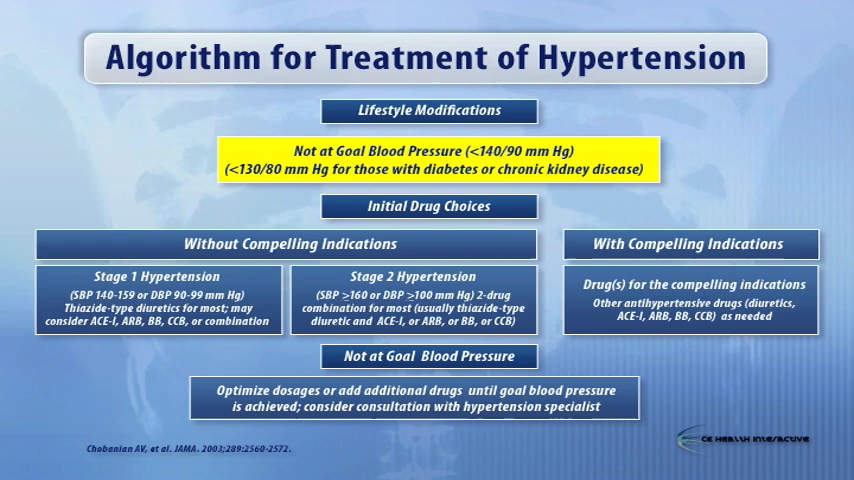 Algorithm for Treatment of Hypertension
Lifestyle Modifications
Not at Goal Blood Pressure (<140/90 mm Hg)
(<130/80 mm Hg for those with diabetes or chronic kidney disease)
Initial Drug Choices
Without Compelling Indications
With Compelling Indications
Stage 1 Hypertension
(SBP 140-159 or DBP 90-99 mm Hg)
Thiazide-type diuretics for most; may
consider ACE-I, ARB, BB, CCB, or combination
Stage 2 Hypertension
(SBP ≥160 or DBP ≥100 mm Hg) 2-drug
combination for most (usually thiazide-type
diuretic and ACE-I, or ARB, or BB, or CCB)
Drug(s) for the compelling indications
Other antihypertensive drugs (diuretics,
ACE-I, ARB, BB, CCB) as needed
Not at Goal Blood Pressure
Optimize dosages or add additional drugs until goal blood pressure
is achieved; consider consultation with hypertension specialist
Chobanian AV, et al. JAMA. 2003;289:2560-2572.
CE Health Interactive